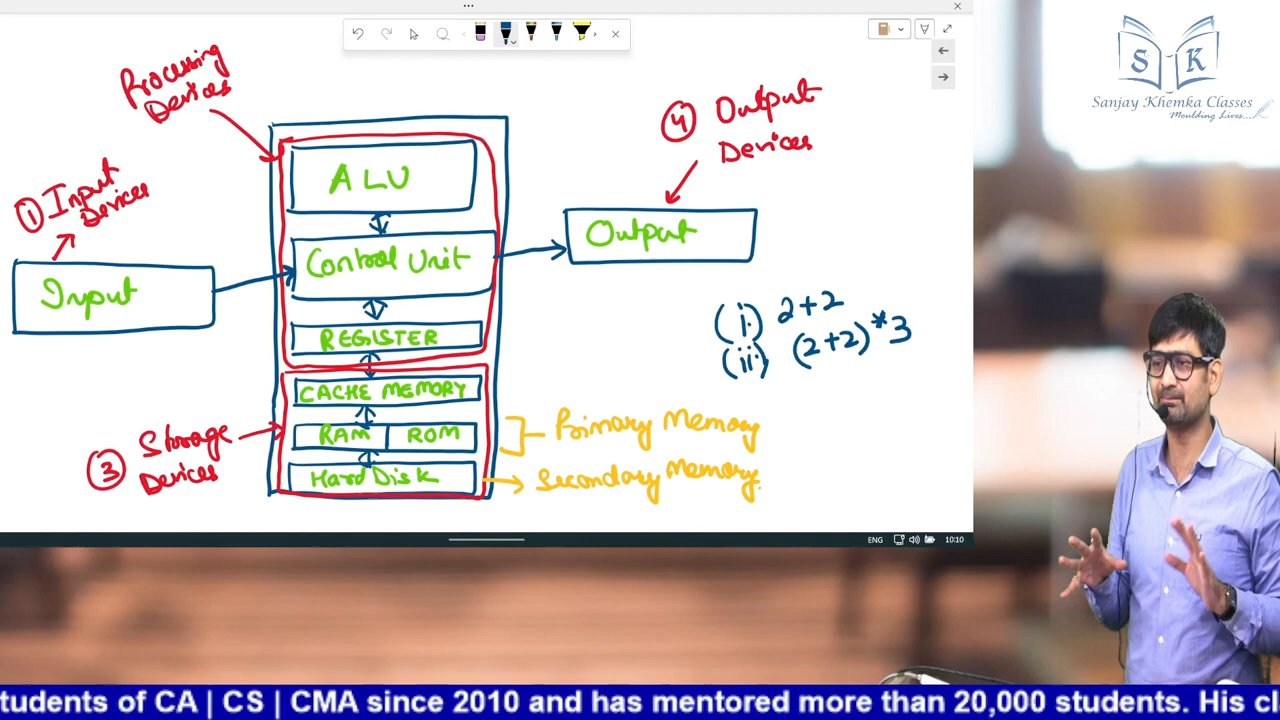 Processing
Devices
① Input
Devices
Input
ALU
Control Unit
REGISTER
CACHE MEMORY
RAM
ROM
Hard Disk
③ Storage
Devices
④ Output
Devices
Output
(i) 2+2
(ii) (2+2)*3
Primary Memory
Secondary Memory.
ENG
10:10
S K
Sanjay Khemka Classes
Moulding Lives...
tudents of CA | CS | CMA since 2010 and has mentored more than 20,000 students. His cl